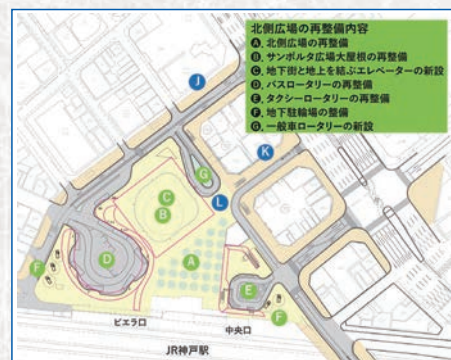 北側広場の再整備内容
A. 北側広場の再整備
B. サンポルタ広場大屋根の再整備
C. 地下街と地上を結ぶエレベーターの新設
D. バスロータリーの再整備
E. タクシーロータリーの再整備
F. 地下駐輪場の整備
G. 一般車ロータリーの新設
J
K
G
L
C
B
A
D
F
E
F
ビエラ口
中央口
JR神戸駅